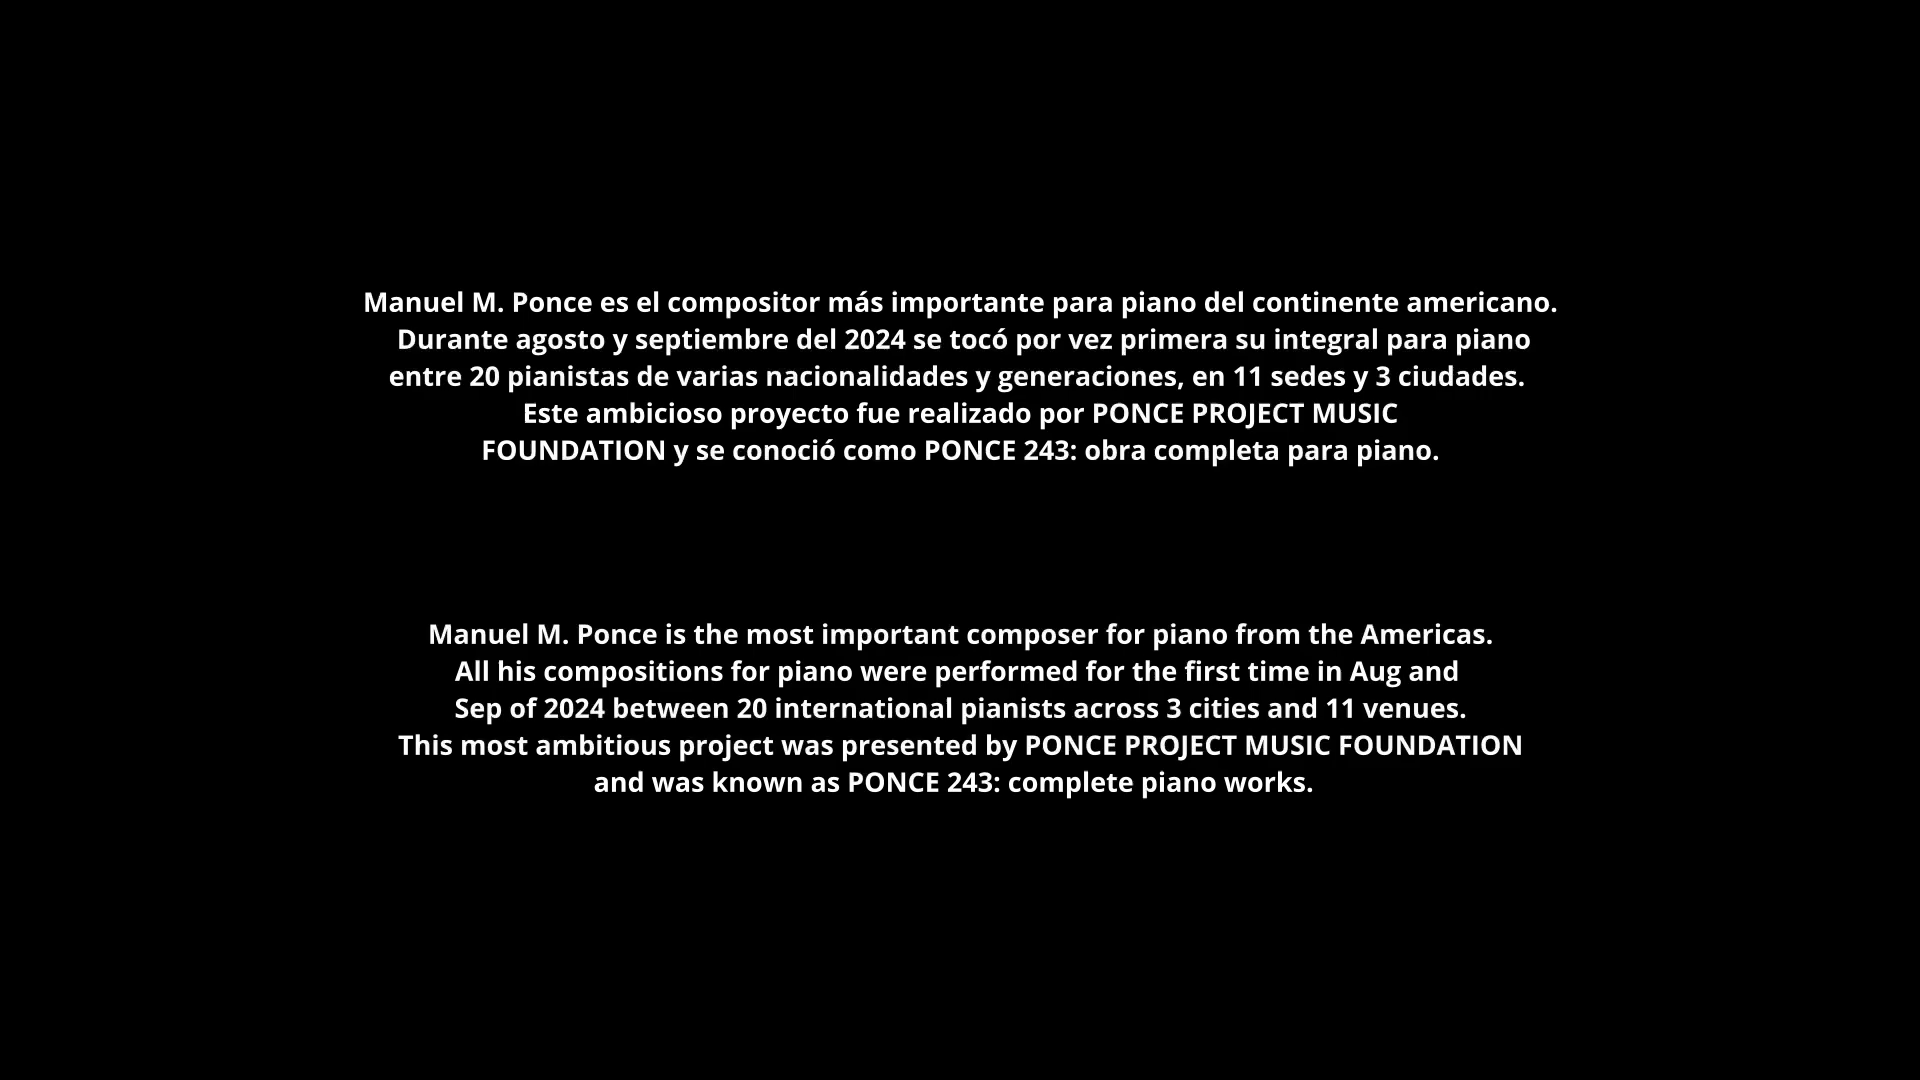 Manuel M. Ponce es el compositor más importante para piano del continente americano.
Durante agosto y septiembre del 2024 se tocó por vez primera su integral para piano
entre 20 pianistas de varias nacionalidades y generaciones, en 11 sedes y 3 ciudades.
Este ambicioso proyecto fue realizado por PONCE PROJECT MUSIC
FOUNDATION y se conoció como PONCE 243: obra completa para piano.
Manuel M. Ponce is the most important composer for piano from the Americas.
All his compositions for piano were performed for the first time in Aug and
Sep of 2024 between 20 international pianists across 3 cities and 11 venues.
This most ambitious project was presented by PONCE PROJECT MUSIC FOUNDATION
and was known as PONCE 243: complete piano works.